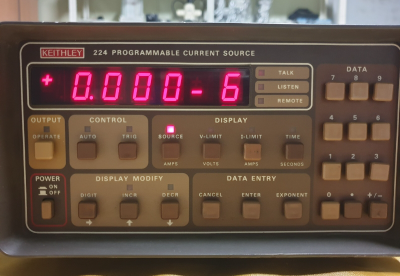 KEITHLEY 224 PROGRAMMABLE CURRENT SOURCE
+ 0.000-6
TALK
LISTEN
REMOTE
DATA
7 8 9
4 5 6
1 2 3
0 • +/-
OUTPUT
OPERATE
CONTROL
AUTO TRIG
DISPLAY
SOURCE V-LIMIT I-LIMIT TIME
AMPS VOLTS AMPS SECONDS
POWER
ON
OFF
DISPLAY MODIFY
DIGIT INCR DECR
DATA ENTRY
CANCEL ENTER EXPONENT